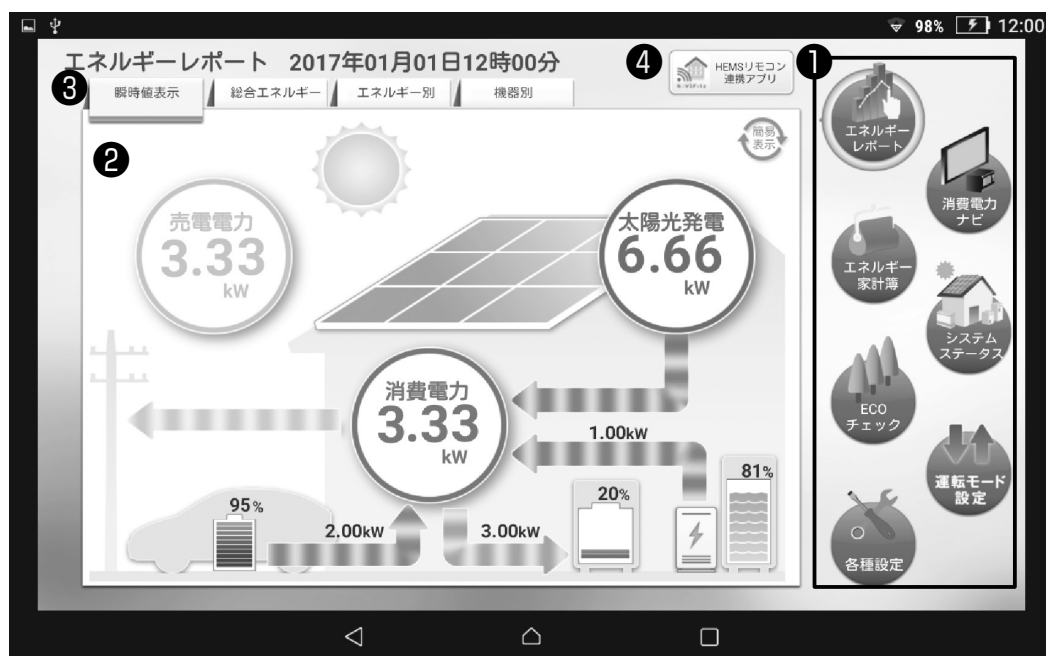 98% 12:00
エネルギーレポート 2017年01月01日12時00分
❹
HEMSリモコン
連携アプリ
❶
❸
瞬時値表示
総合エネルギー
エネルギー別
機器別
❷
簡易
表示
売電電力
3.33
kW
太陽光発電
6.66
kW
消費電力
3.33
kW
1.00kW
95%
2.00kW
3.00kW
20%
81%
エネルギー
レポート
消費電力
ナビ
エネルギー
家計簿
システム
ステータス
ECO
チェック
運転モード
設定
各種設定